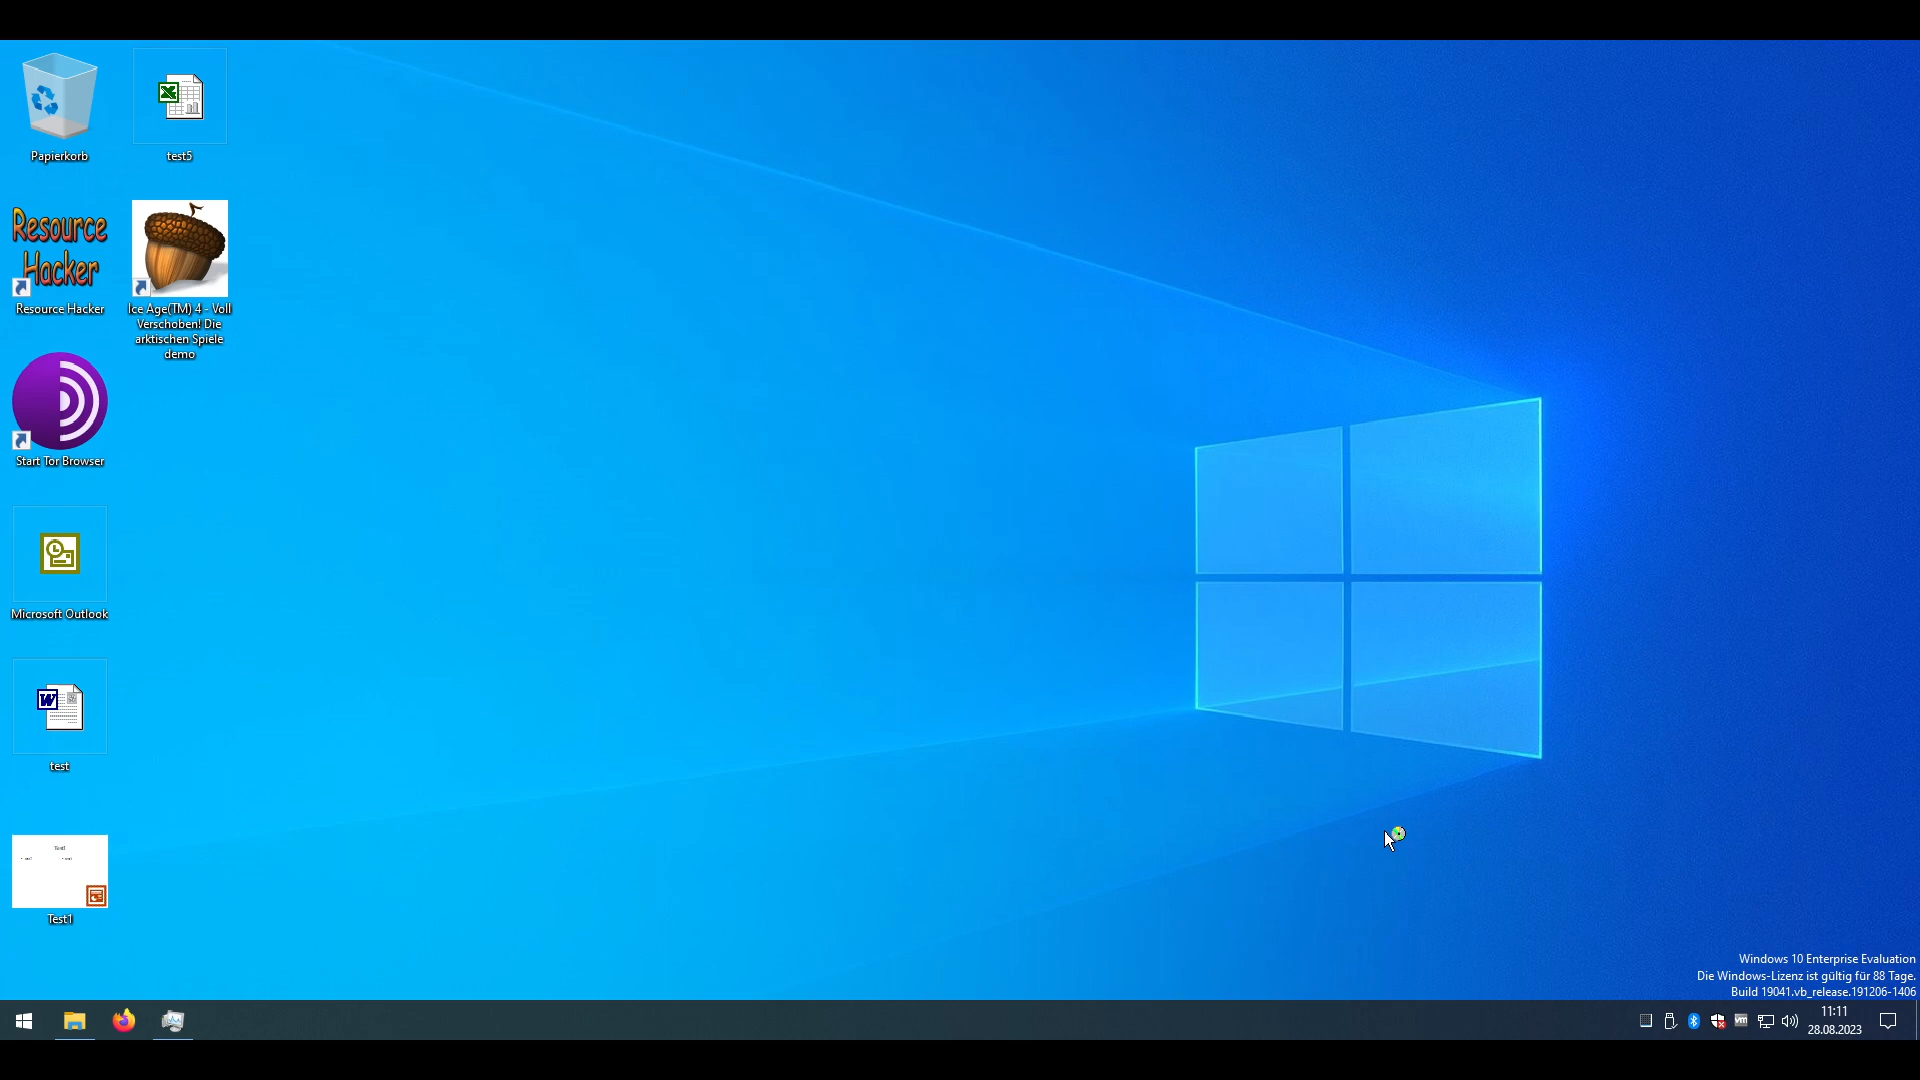 Papierkorb
test5
Resource
Hacker
Resource Hacker
Ice Age(TM) 4 - Voll
Verschoben! Die
arktischen Spiele
demo
Start Tor Browser
Microsoft Outlook
W
test
Test1
Windows 10 Enterprise Evaluation
Die Windows-Lizenz ist gültig für 88 Tage.
Build 19041.vb_release.191206-1406
vm
11:11
28.08.2023